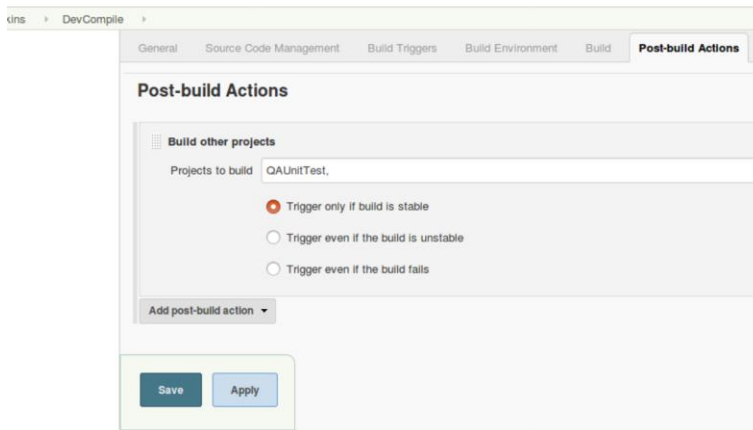 kins DevCompile
General Source Code Management Build Triggers Build Environment Build Post-build Actions
Post-build Actions
Build other projects
Projects to build QAUnitTest,
Trigger only if build is stable
Trigger even if the build is unstable
Trigger even if the build fails
Add post-build action
Save Apply